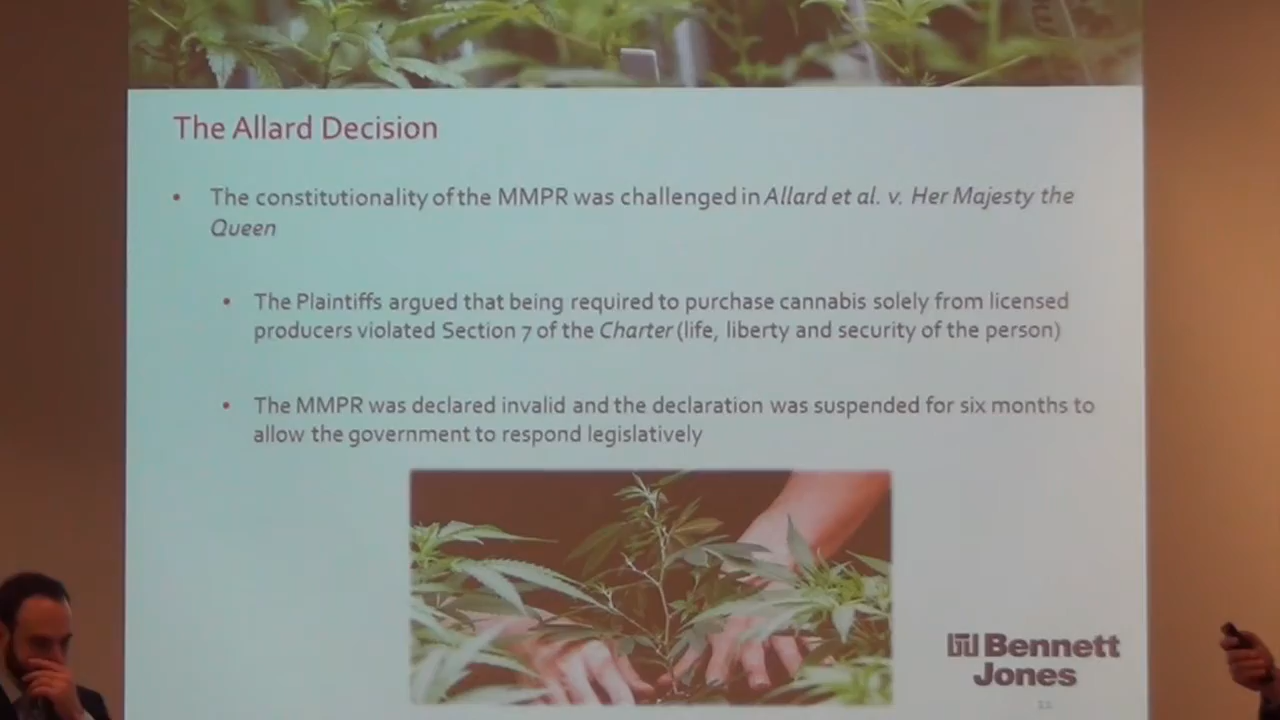 The Allard Decision
• The constitutionality of the MMPR was challenged in Allard et al. v. Her Majesty the
Queen
• The Plaintiffs argued that being required to purchase cannabis solely from licensed
producers violated Section 7 of the Charter (life, liberty and security of the person)
• The MMPR was declared invalid and the declaration was suspended for six months to
allow the government to respond legislatively
Bennett
Jones